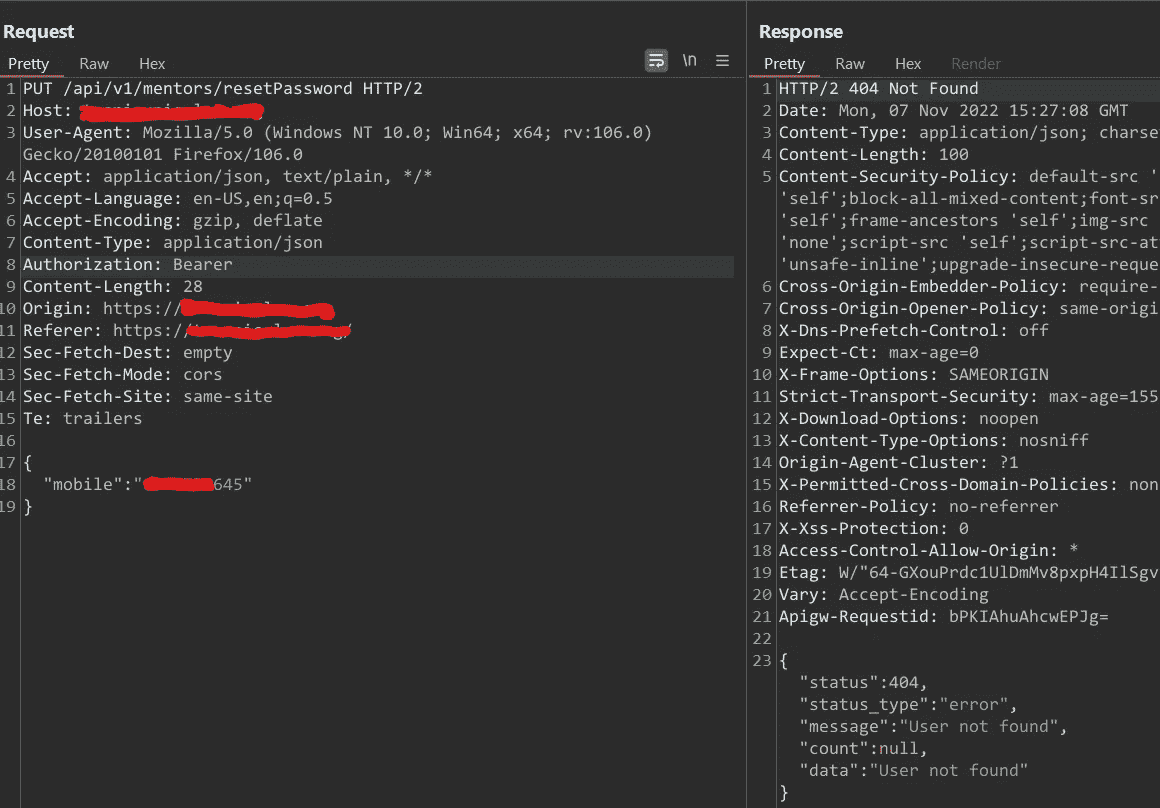 Request
Pretty Raw Hex
\n
1 PUT /api/v1/mentors/resetPassword HTTP/2
2 Host:
3 User-Agent: Mozilla/5.0 (Windows NT 10.0; Win64; x64; rv:106.0)
Gecko/20100101 Firefox/106.0
4 Accept: application/json, text/plain, */*
5 Accept-Language: en-US,en;q=0.5
6 Accept-Encoding: gzip, deflate
7 Content-Type: application/json
8 Authorization: Bearer
9 Content-Length: 28
10 Origin: https://
11 Referer: https://
12 Sec-Fetch-Dest: empty
13 Sec-Fetch-Mode: cors
14 Sec-Fetch-Site: same-site
15 Te: trailers
16
17 {
18 "mobile":"645"
19 }
Response
Pretty Raw Hex Render
1 HTTP/2 404 Not Found
2 Date: Mon, 07 Nov 2022 15:27:08 GMT
3 Content-Type: application/json; charse
4 Content-Length: 100
5 Content-Security-Policy: default-src '
'self';block-all-mixed-content;font-sr
'self';frame-ancestors 'self';img-src
'none';script-src 'self';script-src-at
'unsafe-inline';upgrade-insecure-reque
6 Cross-Origin-Embedder-Policy: require-
7 Cross-Origin-Opener-Policy: same-origi
8 X-Dns-Prefetch-Control: off
9 Expect-Ct: max-age=0
10 X-Frame-Options: SAMEORIGIN
11 Strict-Transport-Security: max-age=155
12 X-Download-Options: noopen
13 X-Content-Type-Options: nosniff
14 Origin-Agent-Cluster: ?1
15 X-Permitted-Cross-Domain-Policies: non
16 Referrer-Policy: no-referrer
17 X-Xss-Protection: 0
18 Access-Control-Allow-Origin: *
19 Etag: W/"64-GXouPrdc1UlDmMv8pxpH4IlSgv
20 Vary: Accept-Encoding
21 Apigw-Requestid: bPKIAhuAhcwEPJg=
22
23 {
"status":404,
"status_type":"error",
"message":"User not found",
"count":null,
"data":"User not found"
}